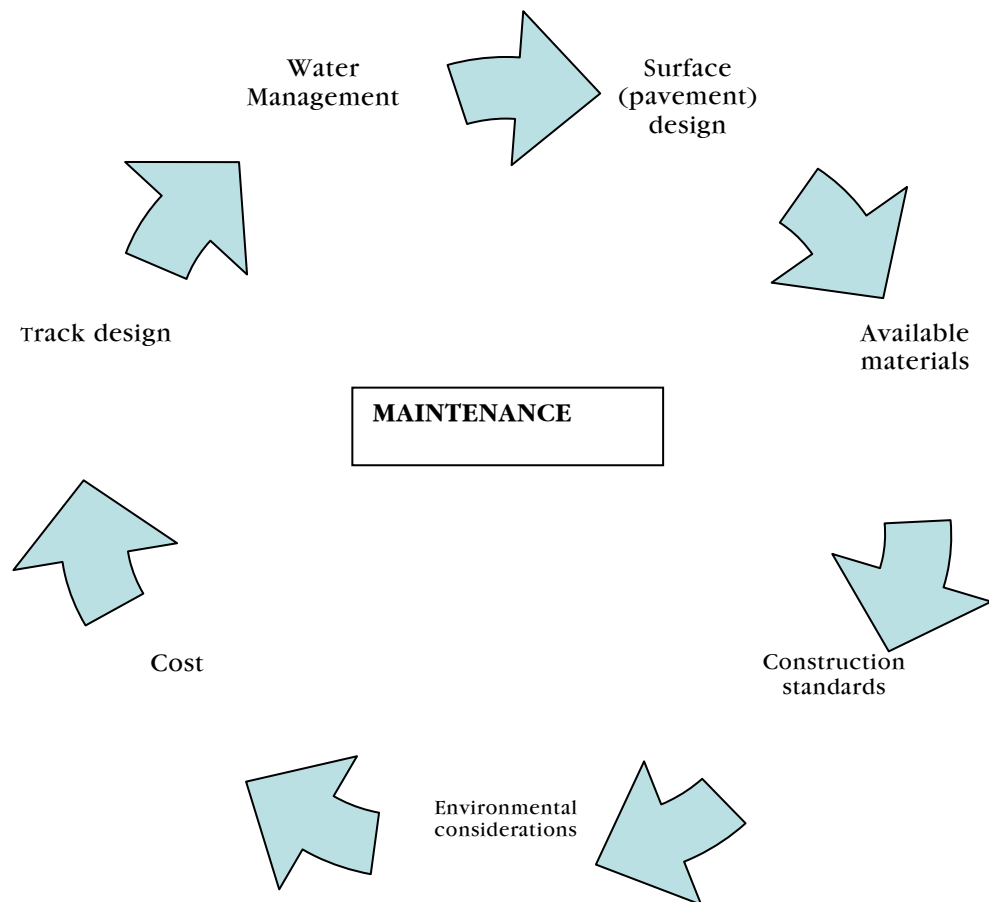 Water
Management
Surface
(pavement)
design
Track design
Available
materials
MAINTENANCE
Cost
Construction
standards
Environmental
considerations